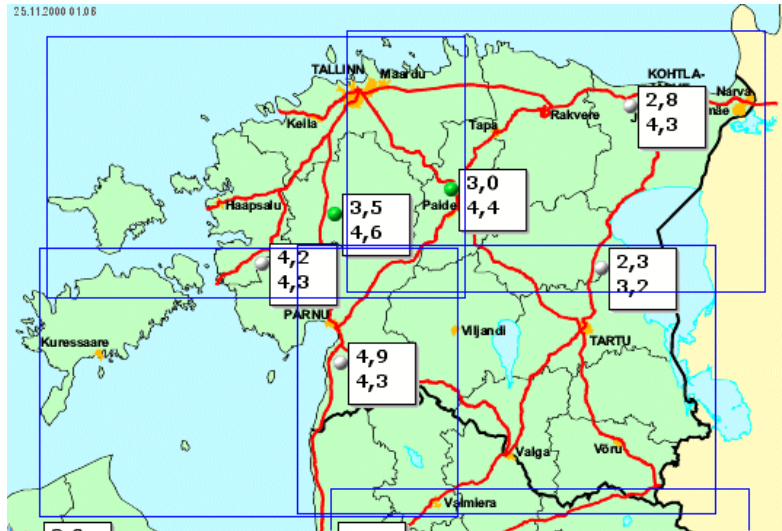 25.11.2000 01.06
TALLINN
Maardu
KOHTLA-
Narva
Keila
Tapa
Rakvere
2,8
4,3
mäe
Haapsalu
Paide
3,0
4,4
3,5
4,6
4,2
4,3
2,3
3,2
PARNU
Kuressaare
Viljandi
TARTU
4,9
4,3
Valga
Võru
Valmiera